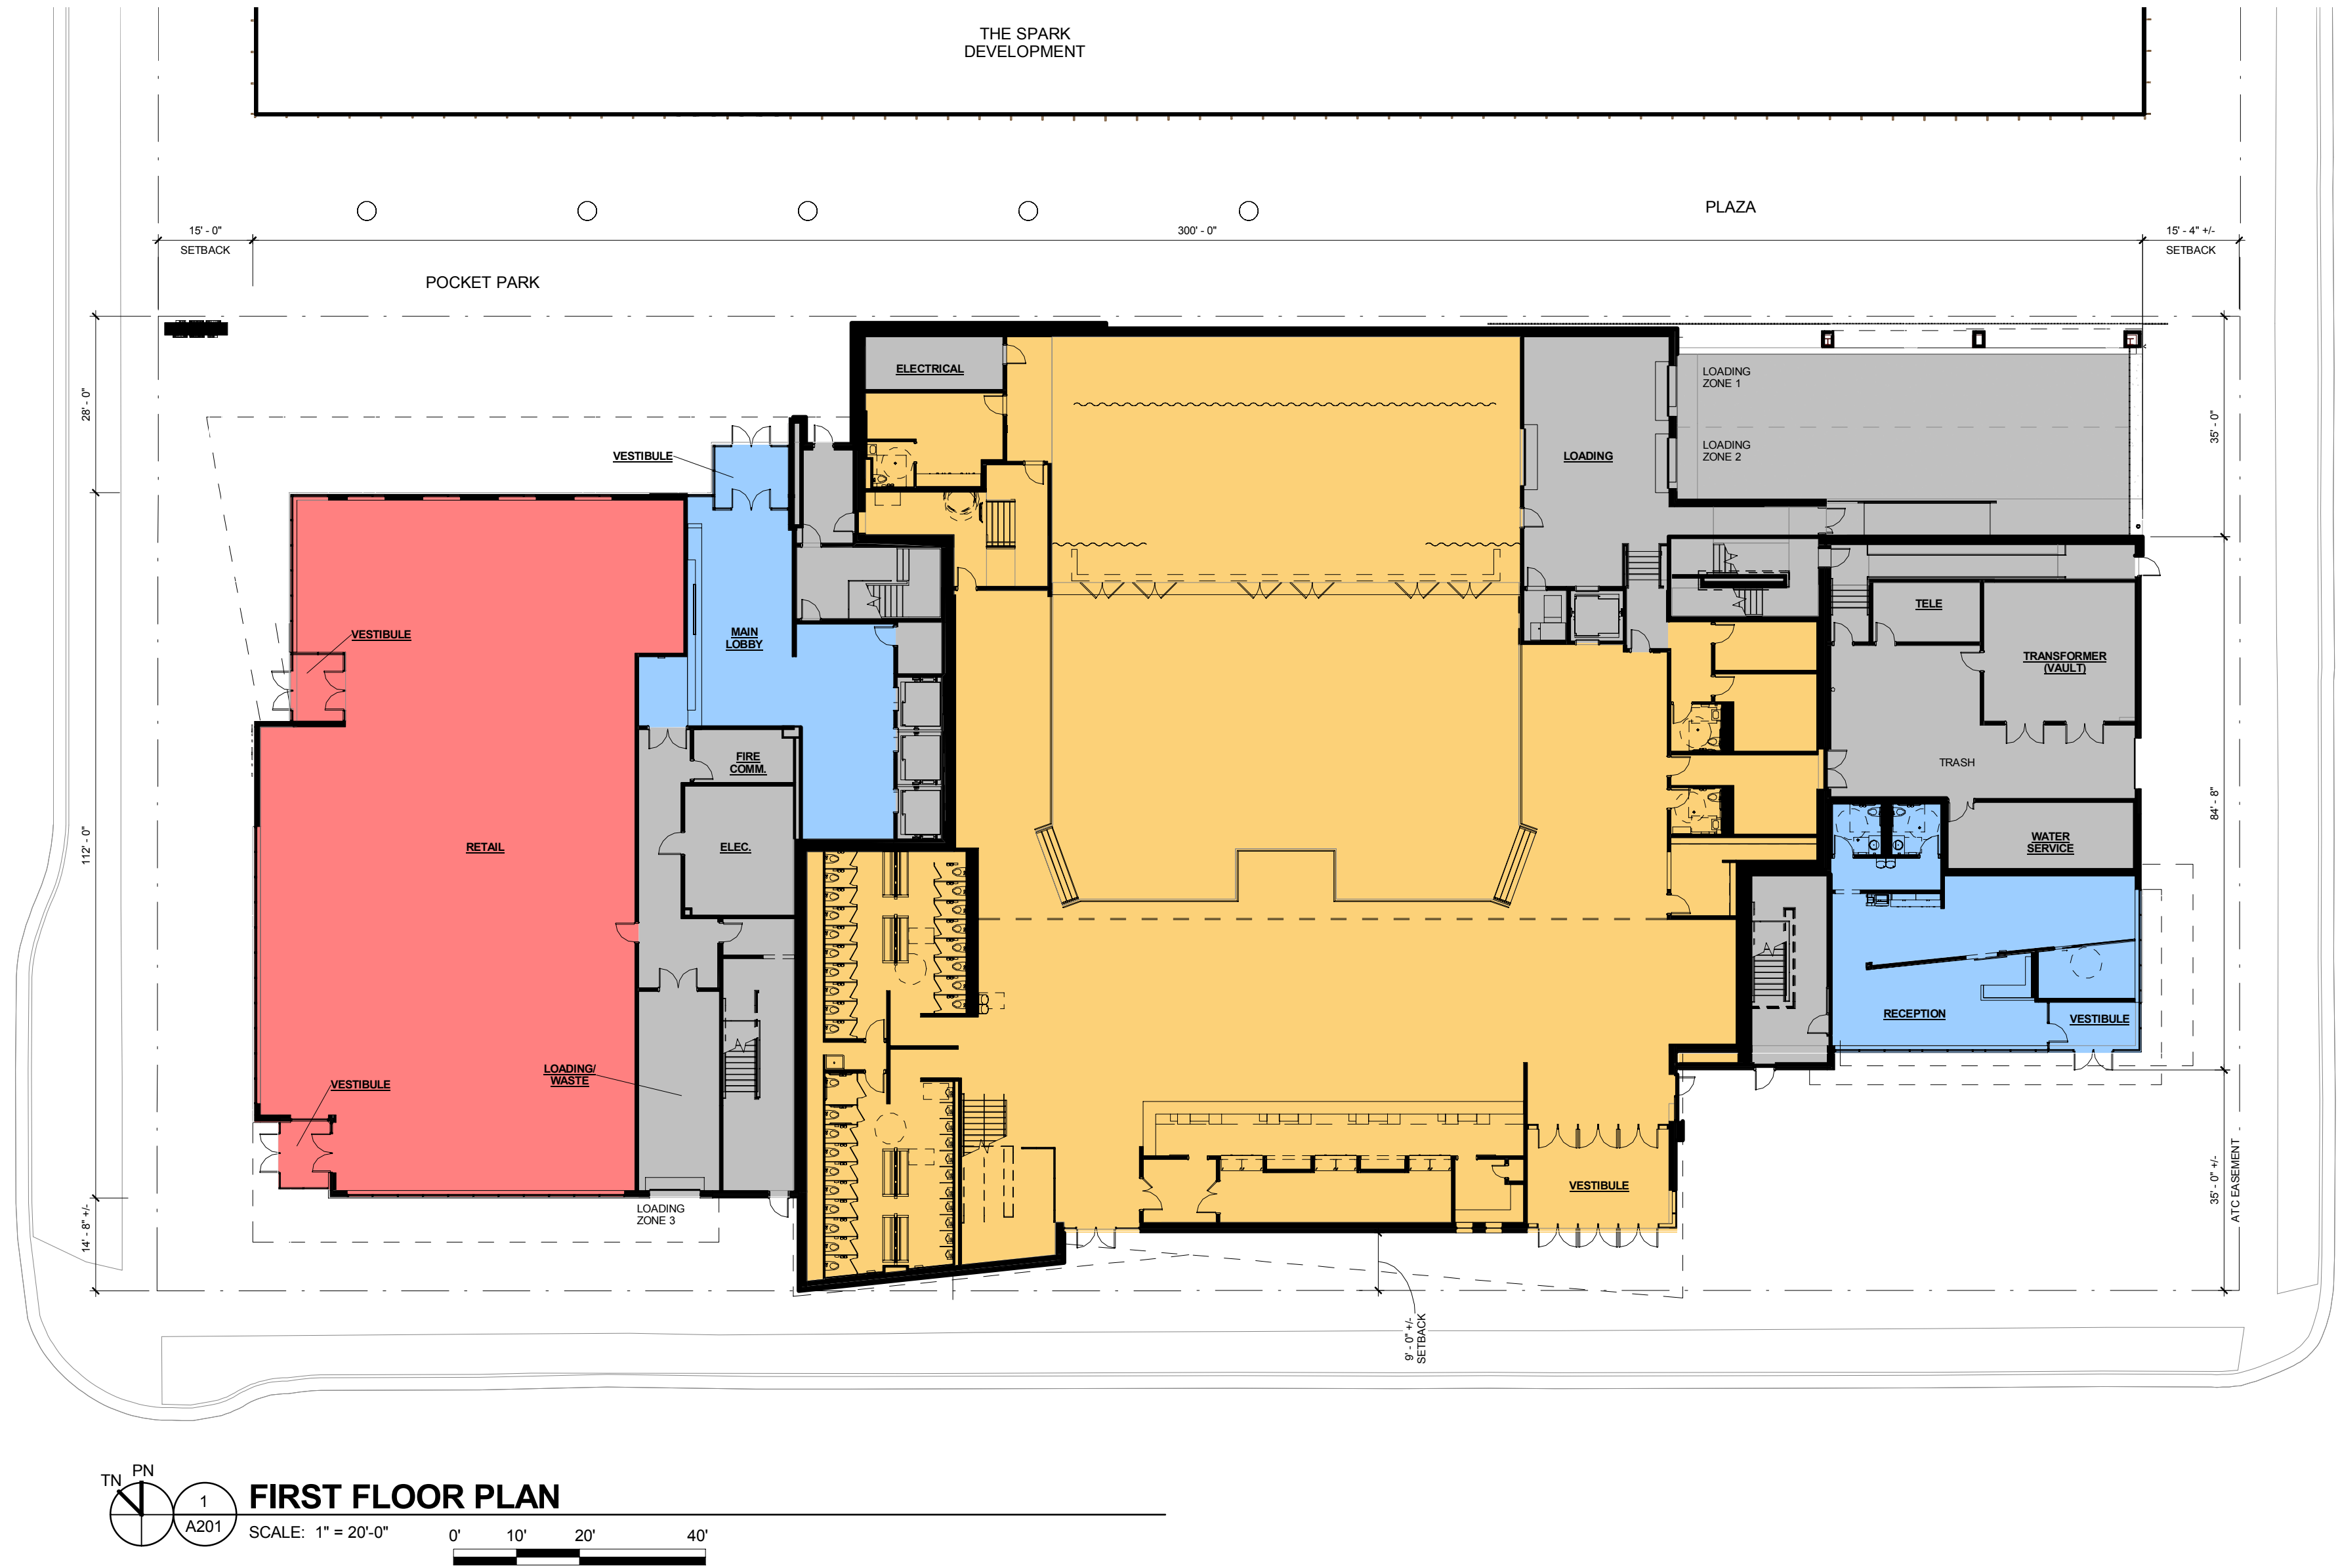 THE SPARK
DEVELOPMENT
PLAZA
15' - 0"
SETBACK
300' - 0"
15' - 4" +/-
SETBACK
POCKET PARK
28' - 0"
35' - 0"
ELECTRICAL
LOADING
ZONE 1
LOADING
ZONE 2
LOADING
VESTIBULE
MAIN
LOBBY
VESTIBULE
TELE
TRANSFORMER
(VAULT)
TRASH
FIRE
COMM.
ELEC.
RETAIL
WATER
SERVICE
112' - 0"
84' - 8"
RECEPTION
VESTIBULE
LOADING/
WASTE
VESTIBULE
VESTIBULE
LOADING
ZONE 3
14' - 8" +/-
35' - 0" +/-
ATC EASEMENT
9' - 0" +/-
SETBACK
TN
PN
1
A201
FIRST FLOOR PLAN
SCALE: 1" = 20'-0"
0'
10'
20'
40'